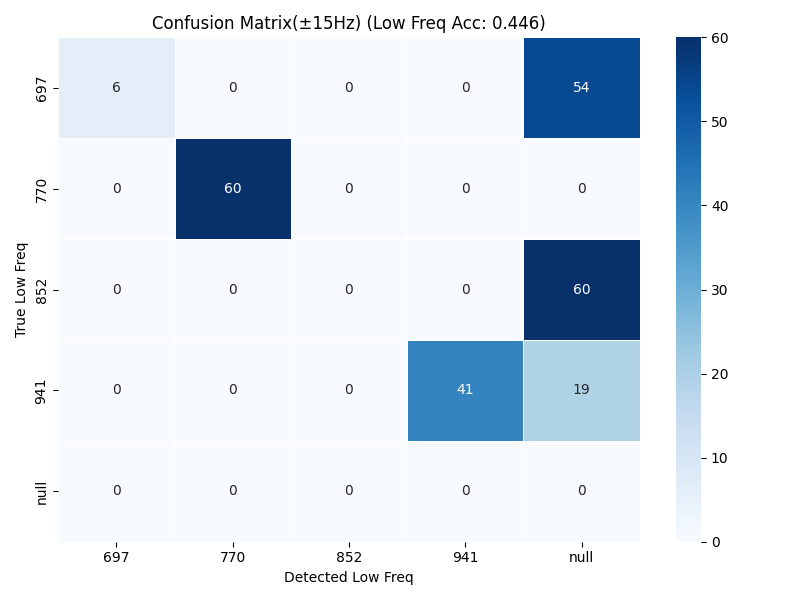 Confusion Matrix(±15Hz) (Low Freq Acc: 0.446)
True Low Freq
697 6 0 0 0 54
770 0 60 0 0 0
852 0 0 0 0 60
941 0 0 0 41 19
null 0 0 0 0 0
697 770 852 941 null
Detected Low Freq
60
50
40
30
20
10
0